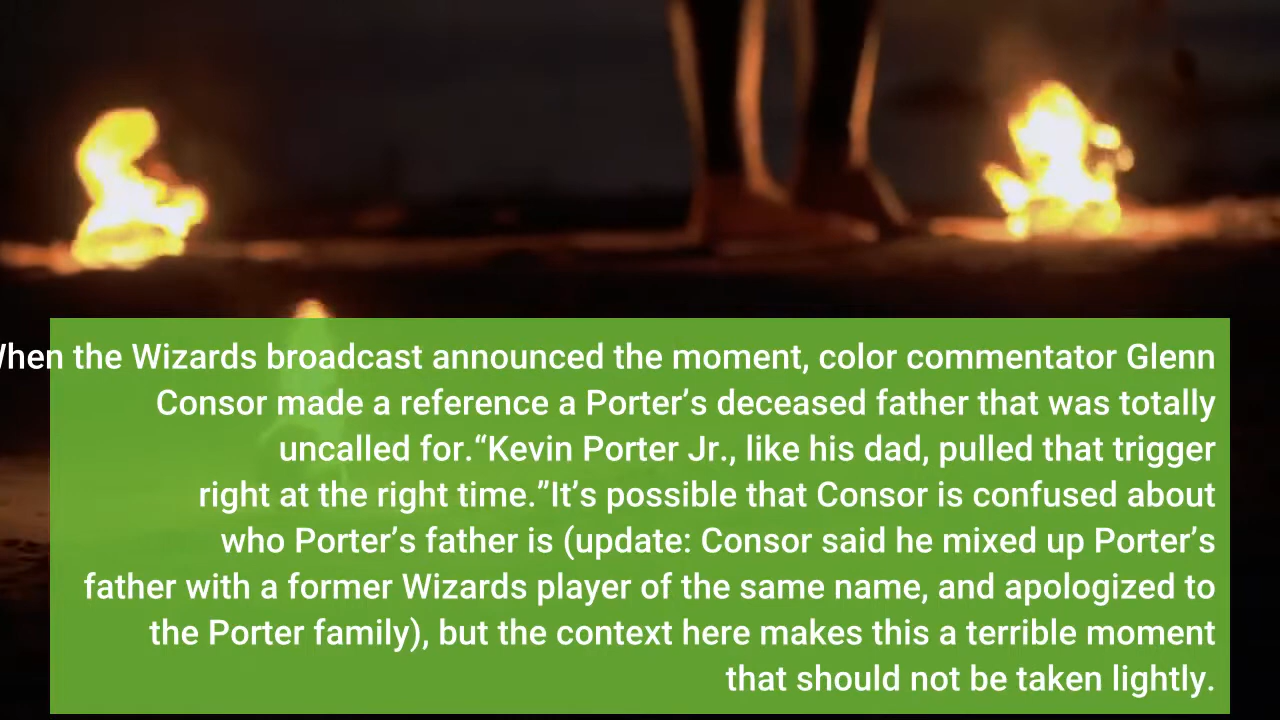 When the Wizards broadcast announced the moment, color commentator Glenn
Consor made a reference a Porter’s deceased father that was totally
uncalled for.“Kevin Porter Jr., like his dad, pulled that trigger
right at the right time.”It’s possible that Consor is confused about
who Porter’s father is (update: Consor said he mixed up Porter’s
father with a former Wizards player of the same name, and apologized to
the Porter family), but the context here makes this a terrible moment
that should not be taken lightly.